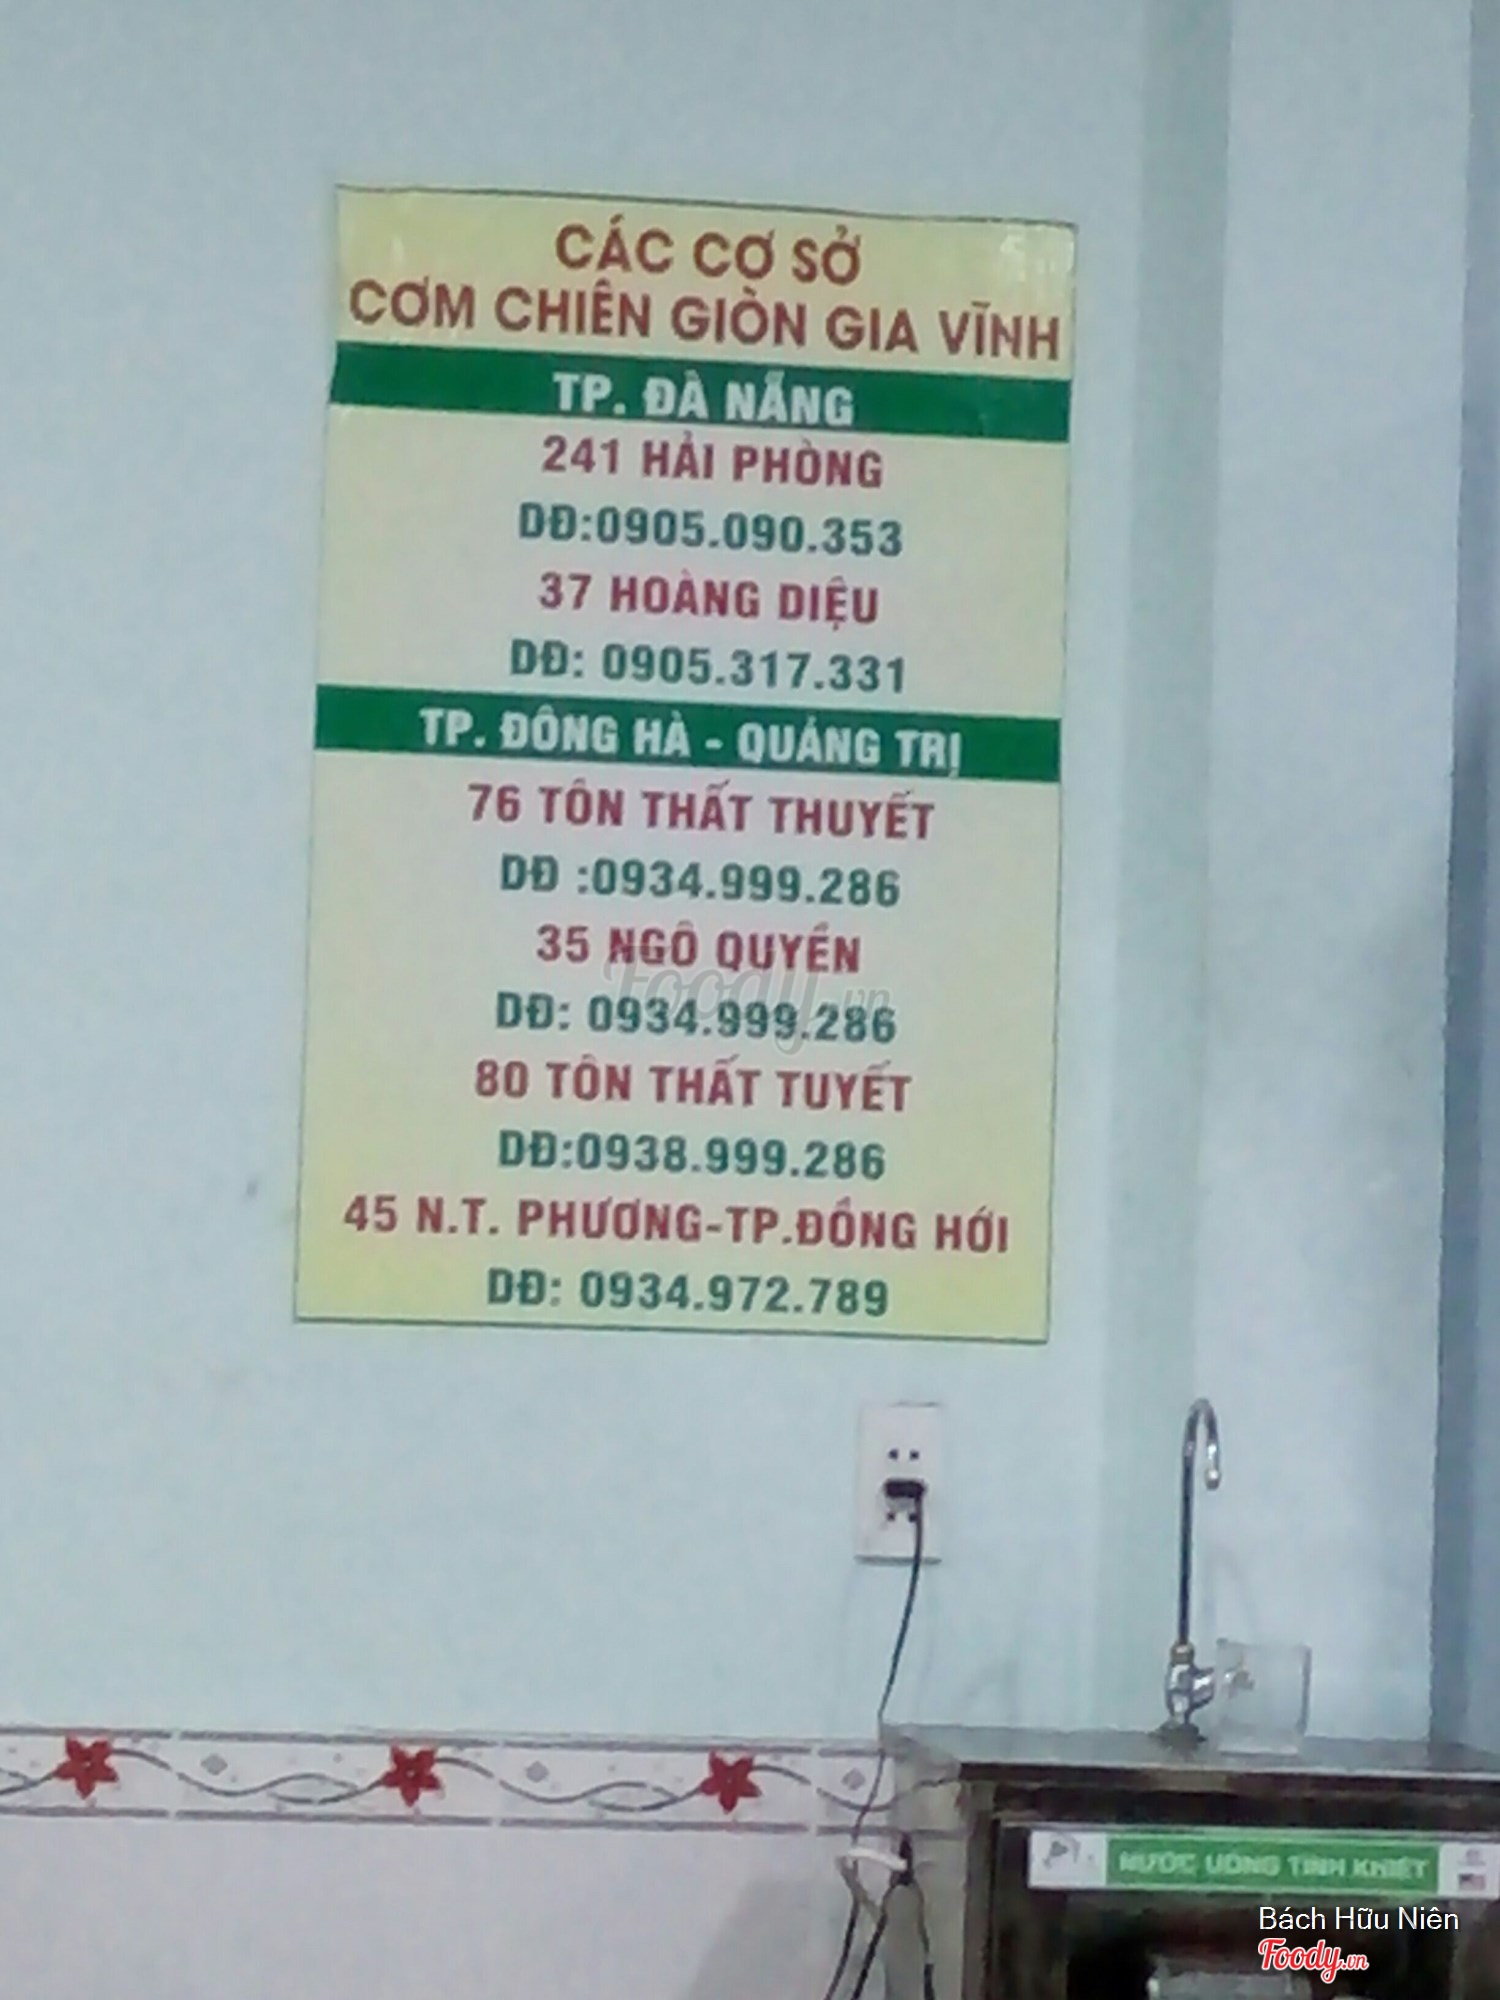 CÁC CƠ SỞ
CƠM CHIÊN GIÒN GIA VĨNH
TP. ĐÀ NẴNG
241 HẢI PHÒNG
DĐ:0905.090.353
37 HOÀNG DIỆU
DĐ: 0905.317.331
TP. ĐÔNG HÀ - QUẢNG TRỊ
76 TÔN THẤT THUYẾT
DĐ :0934.999.286
35 NGÔ QUYỀN
DĐ: 0934.999.286
80 TÔN THẤT TUYẾT
DĐ:0938.999.286
45 N.T. PHƯƠNG-TP.ĐỒNG HỚI
DĐ: 0934.972.789
Foody.vn
NƯỚC UỐNG TINH KHIẾT
Bách Hữu Niên
Foody.vn